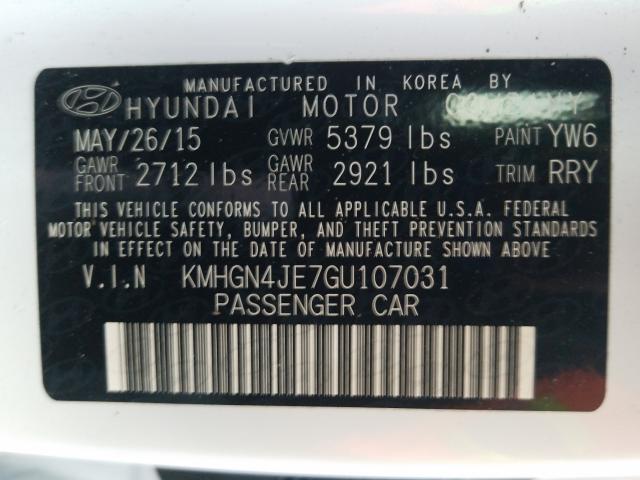 MANUFACTURED IN KOREA BY
HYUNDAI MOTOR COMPANY
MAY/26/15 GVWR 5379 lbs PAINT YW6
GAWR FRONT 2712 lbs GAWR REAR 2921 lbs TRIM RRY
THIS VEHICLE CONFORMS TO ALL APPLICABLE U.S.A. FEDERAL
MOTOR VEHICLE SAFETY, BUMPER, AND THEFT PREVENTION STANDARDS
IN EFFECT ON THE DATE OF MANUFACTURE SHOWN ABOVE
V.I.N KMHGN4JE7GU107031
PASSENGER CAR